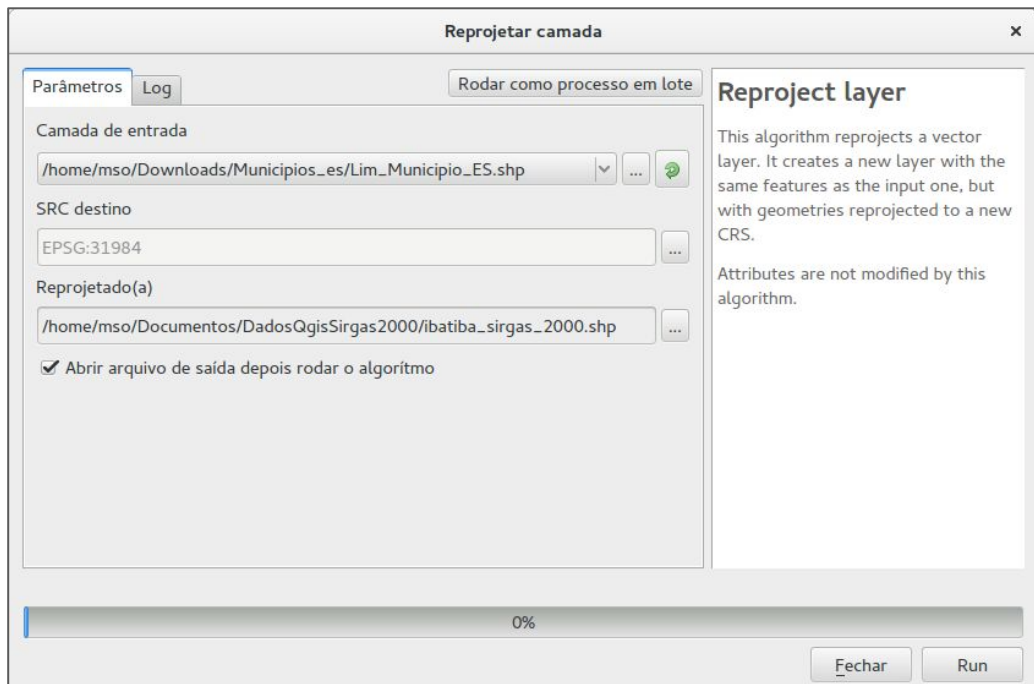 Reprojetar camada
Parâmetros
Log
Rodar como processo em lote
Camada de entrada
/home/mso/Downloads/Municipios_es/Lim_Municipio_ES.shp
...
SRC destino
EPSG:31984
...
Reprojetado(a)
/home/mso/Documentos/DadosQgisSirgas2000/ibatiba_sirgas_2000.shp
...
Abrir arquivo de saída depois rodar o algorítmo
Reproject layer
This algorithm reprojects a vector
layer. It creates a new layer with the
same features as the input one, but
with geometries reprojected to a new
CRS.
Attributes are not modified by this
algorithm.
0%
Fechar
Run